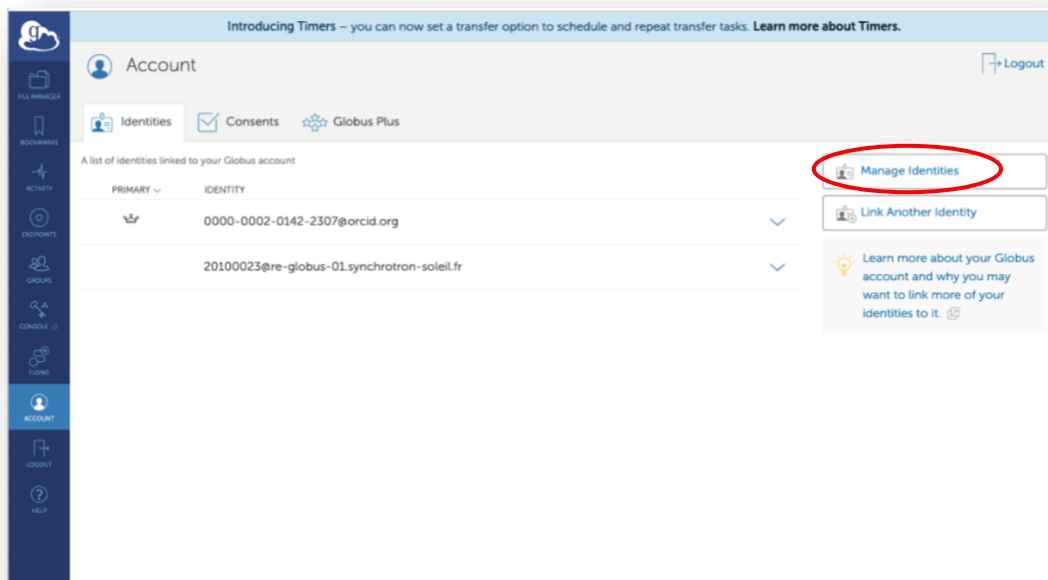 Introducing Timers – you can now set a transfer option to schedule and repeat transfer tasks. Learn more about Timers.
g
Account
Logout
FILE MANAGER
BOOKMARKS
ACTIVITY
ENDPOINTS
GROUPS
CONSOLE
FLOWS
ACCOUNT
LOGOUT
HELP
Identities
Consents
Globus Plus
A list of identities linked to your Globus account
PRIMARY
IDENTITY
0000-0002-0142-2307@orcid.org
20100023@re-globus-01.synchrotron-soleil.fr
Manage Identities
Link Another Identity
Learn more about your Globus
account and why you may
want to link more of your
identities to it.